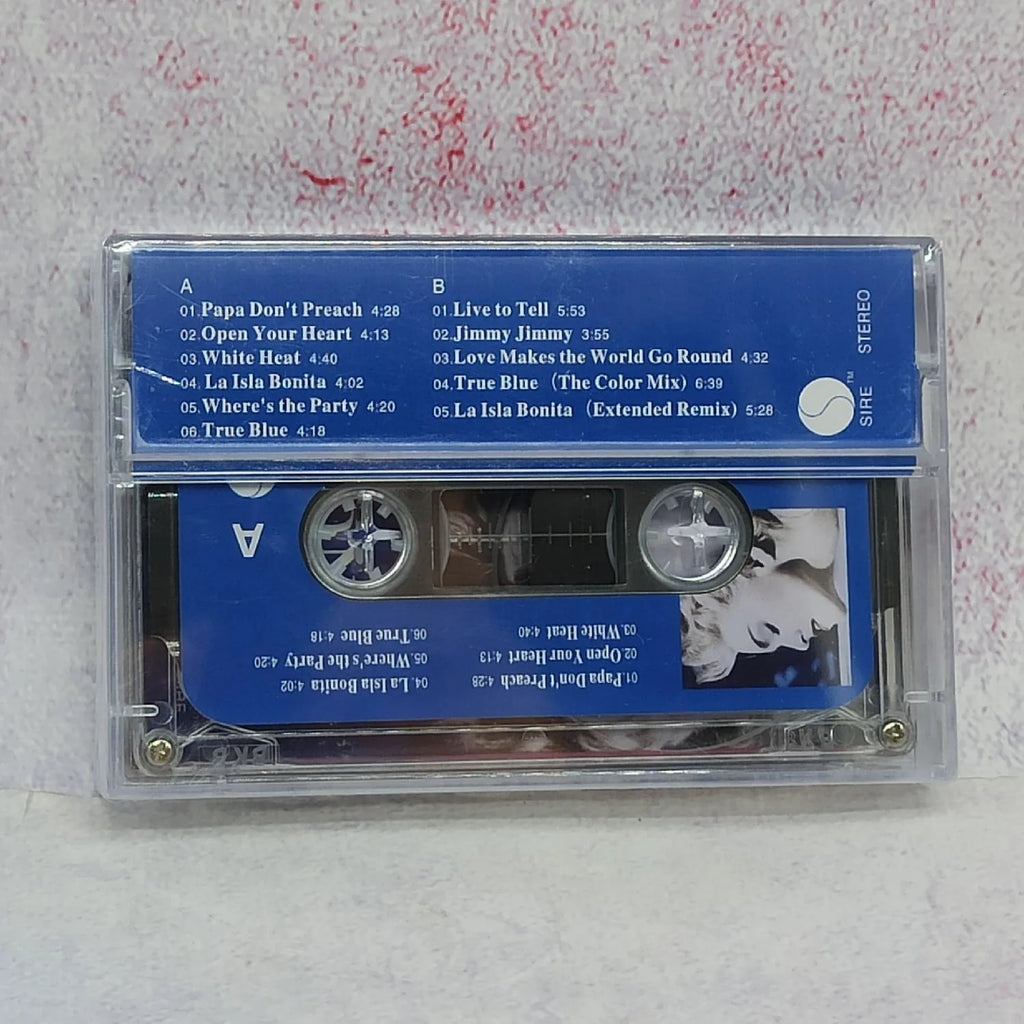 A
01.Papa Don't Preach 4:28
02.Open Your Heart 4:13
03.White Heat 4:40
04. La Isla Bonita 4:02
05.Where's the Party 4:20
06.True Blue 4:18
B
01.Live to Tell 5:53
02.Jimmy Jimmy 3:55
03.Love Makes the World Go Round 4:32
04.True Blue (The Color Mix) 6:39
05.La Isla Bonita (Extended Remix) 5:28
SIRE™ STEREO
A
01.Papa Don't Preach 4:28
02.Open Your Heart 4:13
03.White Heat 4:40
04. La Isla Bonita 4:02
05.Where's the Party 4:20
06.True Blue 4:18